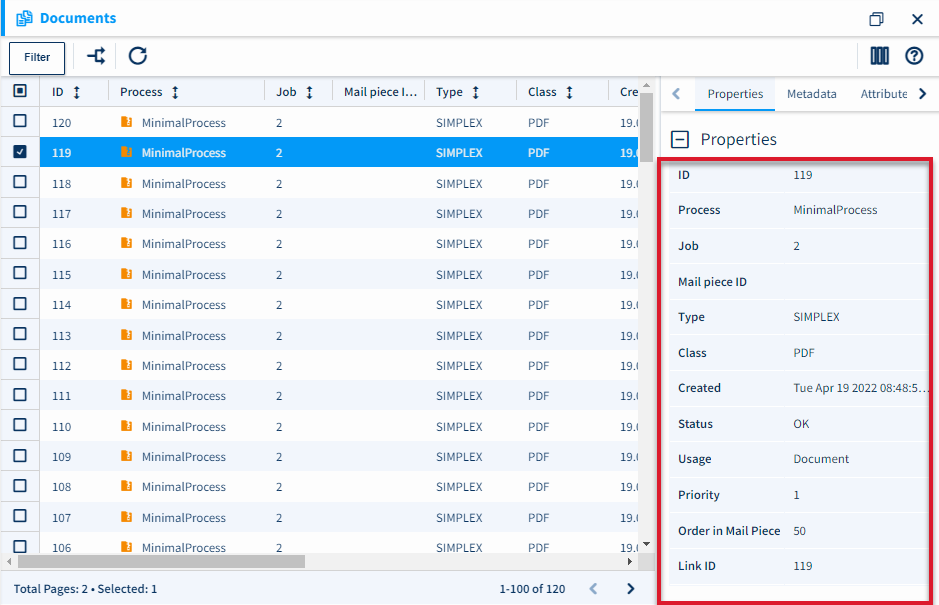 Documents
Filter
ID Process Job Mail piece I... Type Class Cre
120 MinimalProcess 2 SIMPLEX PDF 19.0
119 MinimalProcess 2 SIMPLEX PDF 19.0
118 MinimalProcess 2 SIMPLEX PDF 19.0
117 MinimalProcess 2 SIMPLEX PDF 19.0
116 MinimalProcess 2 SIMPLEX PDF 19.0
115 MinimalProcess 2 SIMPLEX PDF 19.0
114 MinimalProcess 2 SIMPLEX PDF 19.0
113 MinimalProcess 2 SIMPLEX PDF 19.0
112 MinimalProcess 2 SIMPLEX PDF 19.0
111 MinimalProcess 2 SIMPLEX PDF 19.0
110 MinimalProcess 2 SIMPLEX PDF 19.0
109 MinimalProcess 2 SIMPLEX PDF 19.0
108 MinimalProcess 2 SIMPLEX PDF 19.0
107 MinimalProcess 2 SIMPLEX PDF 19.0
106 MinimalProcess 2 SIMPLEX PDF 19.0
Total Pages: 2 • Selected: 1 1-100 of 120
Properties Metadata Attribute
Properties
ID 119
Process MinimalProcess
Job 2
Mail piece ID
Type SIMPLEX
Class PDF
Created Tue Apr 19 2022 08:48:5...
Status OK
Usage Document
Priority 1
Order in Mail Piece 50
Link ID 119